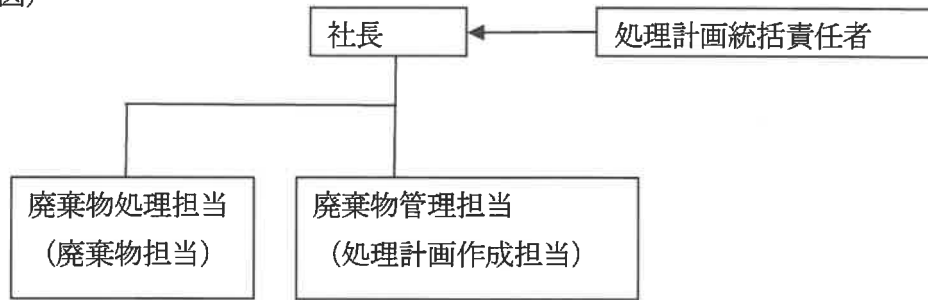 図）
社長
処理計画統括責任者
廃棄物処理担当
（廃棄物担当）
廃棄物管理担当
（処理計画作成担当）